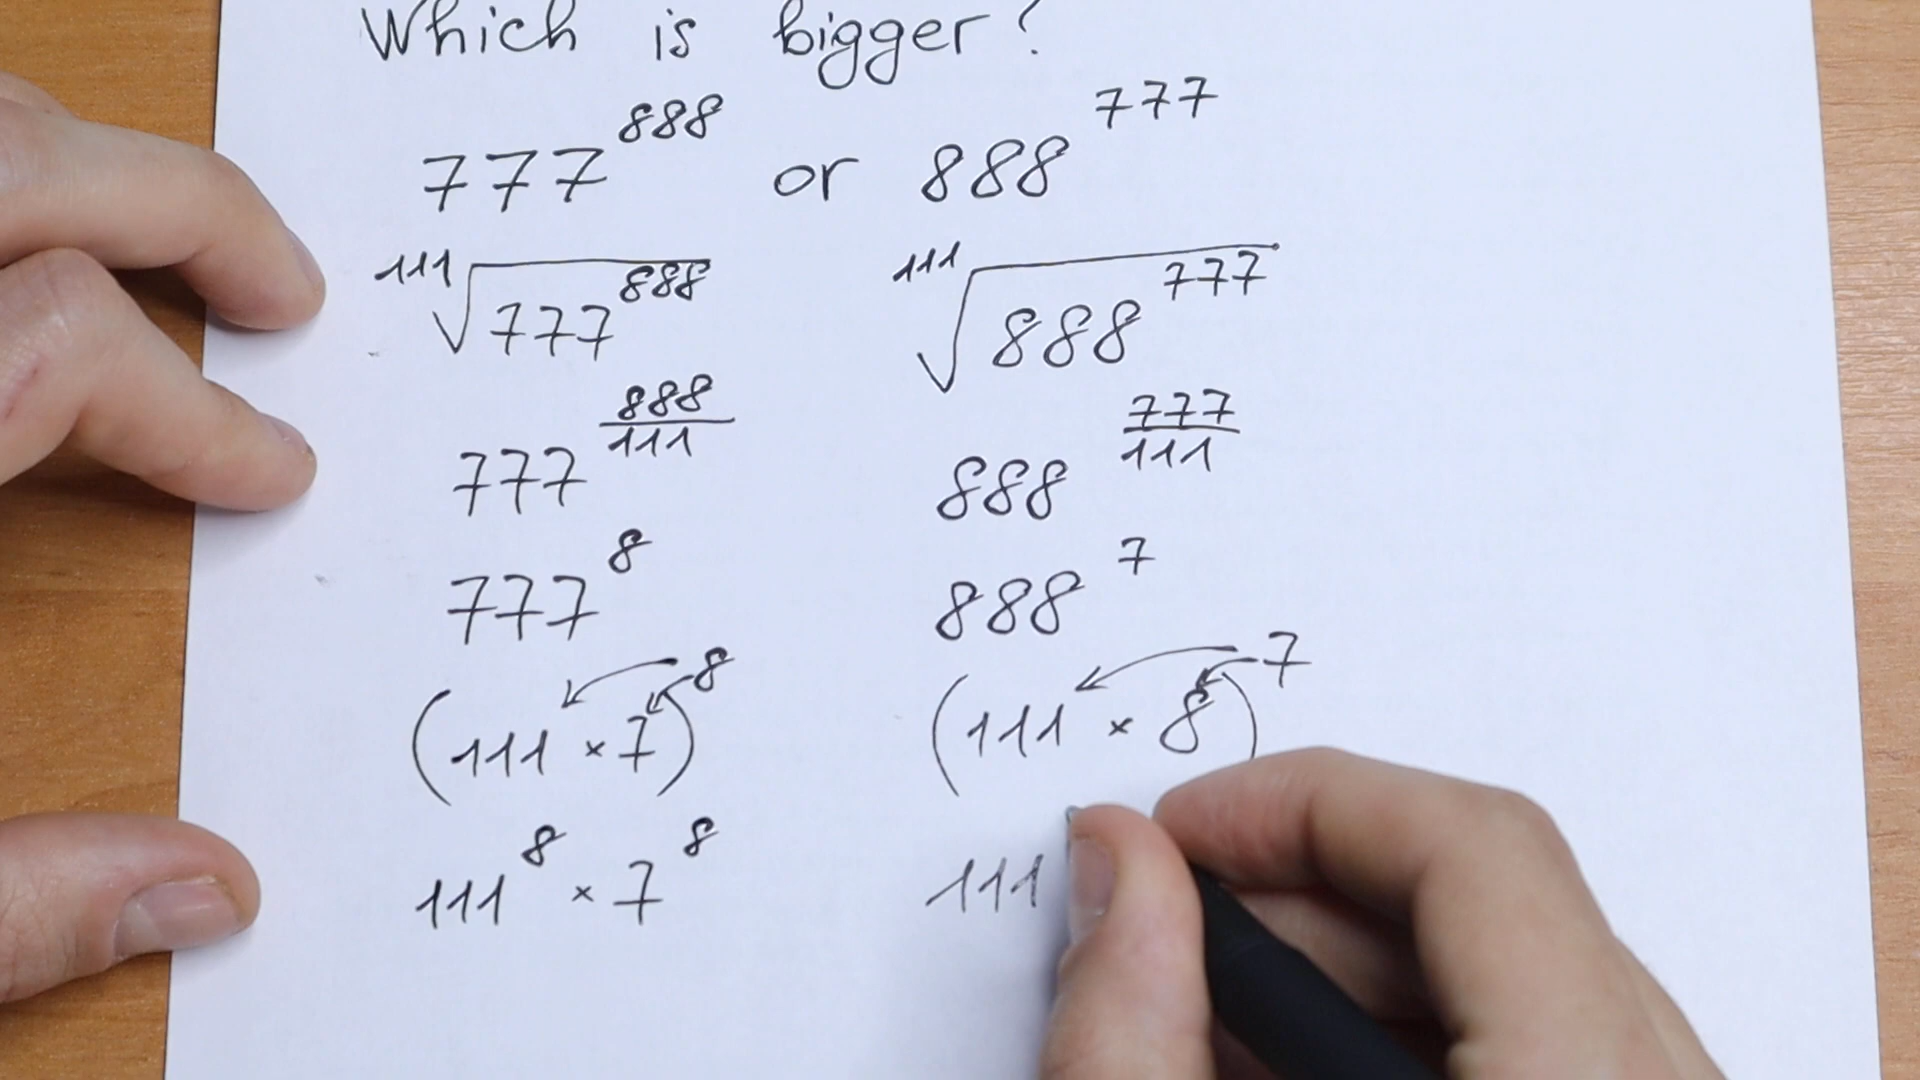 Which is bigger?
777^888 or 888^777
¹¹¹√777^888 ¹¹¹√888^777
777^(888/111) 888^(777/111)
777^8 888^7
(111 × 7)^8 (111 × 8)^7
111^8 × 7^8 111